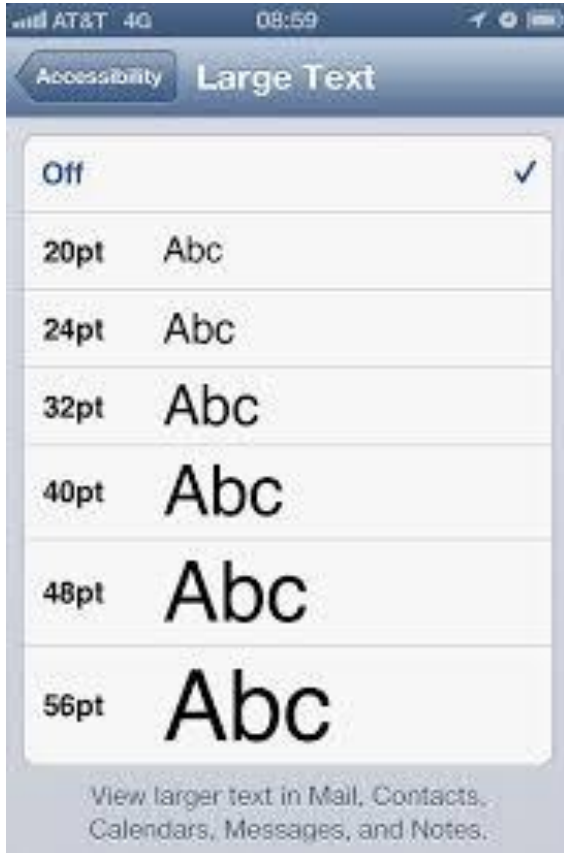 AT&T 4G 08:59
Accessibility Large Text
Off
20pt Abc
24pt Abc
32pt Abc
40pt Abc
48pt Abc
56pt Abc
View larger text in Mail, Contacts,
Calendars, Messages, and Notes.